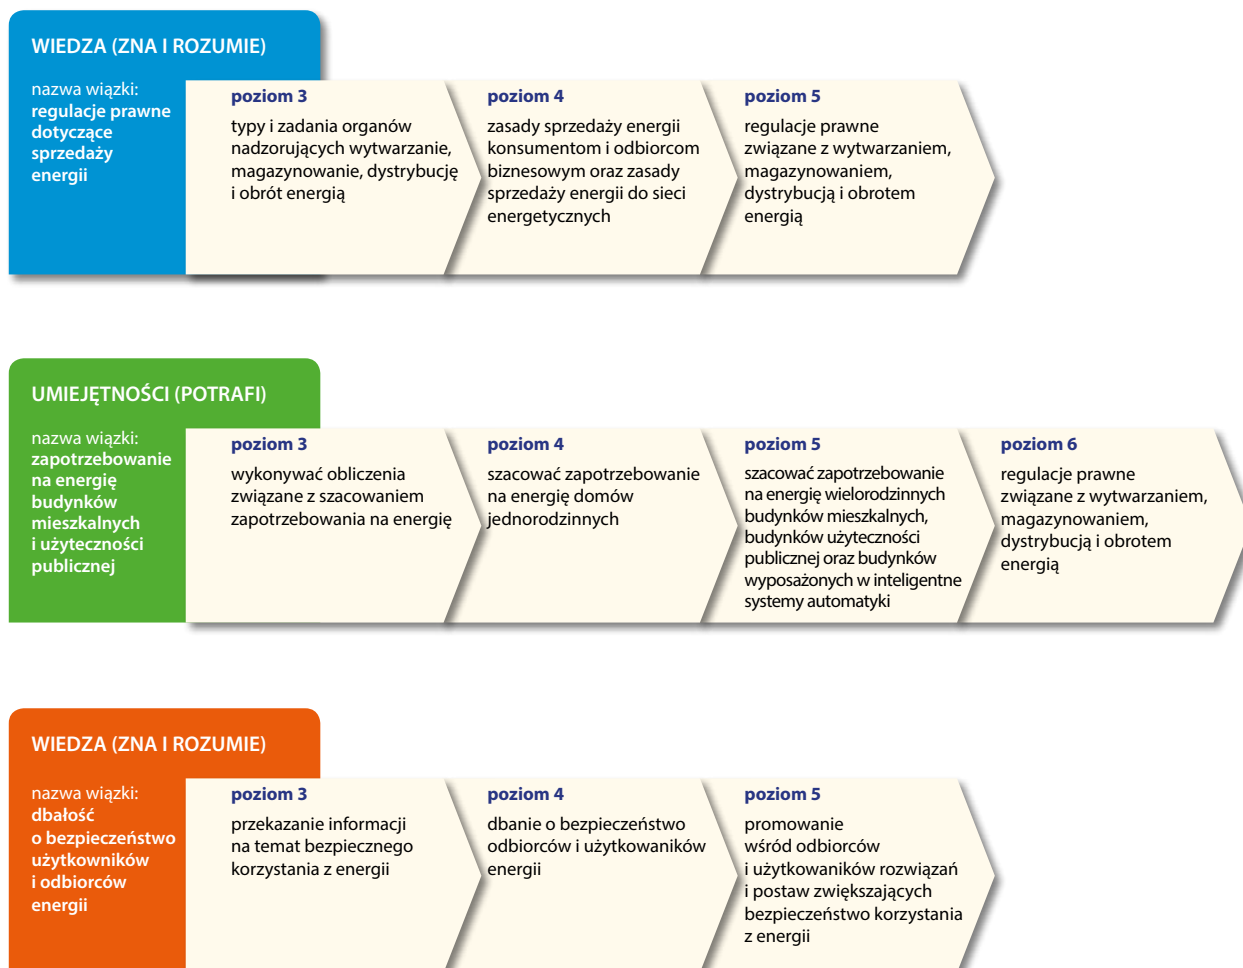 WIEDZA (ZNA I ROZUMIE)
nazwa wiązki:
regulacje prawne
dotyczące
sprzedaży
energii
poziom 3
typy i zadania organów
nadzorujących wytwarzanie,
magazynowanie, dystrybucję
i obrót energią
poziom 4
zasady sprzedaży energii
konsumentom i odbiorcom
biznesowym oraz zasady
sprzedaży energii do sieci
energetycznych
poziom 5
regulacje prawne
związane z wytwarzaniem,
magazynowaniem,
dystrybucją i obrotem
energią
UMIEJĘTNOŚCI (POTRAFI)
nazwa wiązki:
zapotrzebowanie
na energię
budynków
mieszkalnych
i użyteczności
publicznej
poziom 3
wykonywać obliczenia
związane z szacowaniem
zapotrzebowania na energię
poziom 4
szacować zapotrzebowanie
na energię domów
jednorodzinnych
poziom 5
szacować zapotrzebowanie
na energię wielorodzinnych
budynków mieszkalnych,
budynków użyteczności
publicznej oraz budynków
wyposażonych w inteligentne
systemy automatyki
poziom 6
regulacje prawne
związane z wytwarzaniem,
magazynowaniem,
dystrybucją i obrotem
energią
WIEDZA (ZNA I ROZUMIE)
nazwa wiązki:
dbałość
o bezpieczeństwo
użytkowników
i odbiorców
energii
poziom 3
przekazanie informacji
na temat bezpiecznego
korzystania z energii
poziom 4
dbanie o bezpieczeństwo
odbiorców i użytkowaników
energii
poziom 5
promowanie
wśród odbiorców
i użytkowaników rozwiązań
i postaw zwiększających
bezpieczeństwo korzystania
z energii